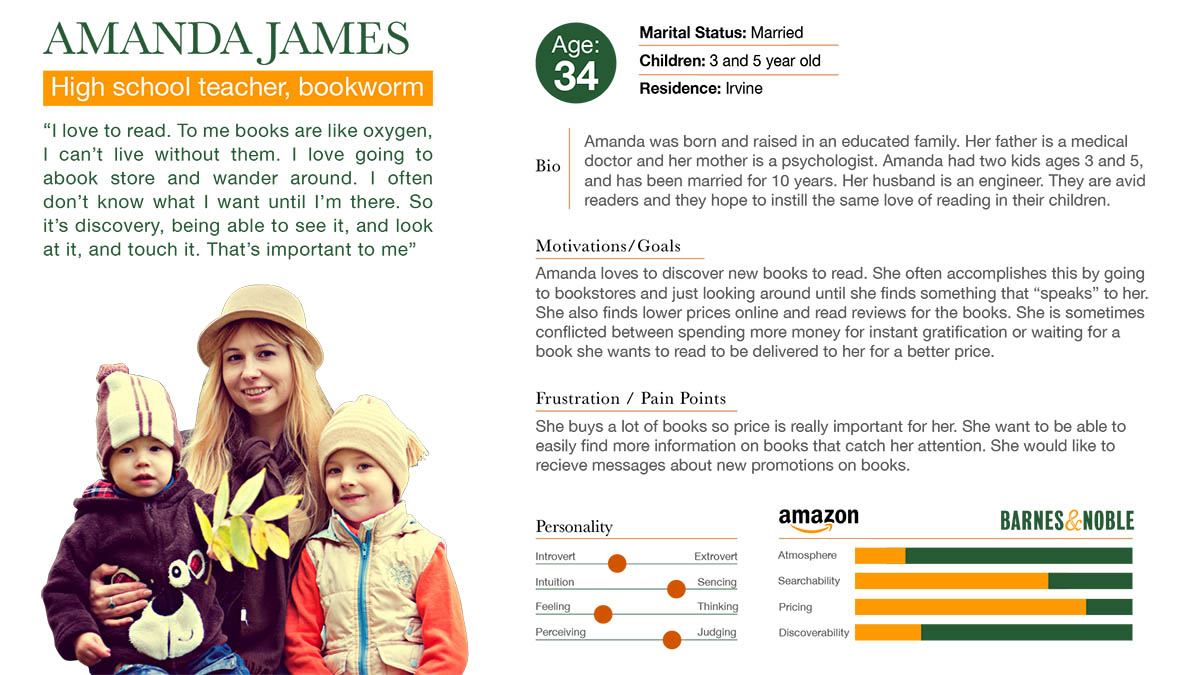 AMANDA JAMES
High school teacher, bookworm
“I love to read. To me books are like oxygen,
I can’t live without them. I love going to
abook store and wander around. I often
don’t know what I want until I’m there. So
it’s discovery, being able to see it, and look
at it, and touch it. That’s important to me”
Age:
34
Marital Status: Married
Children: 3 and 5 year old
Residence: Irvine
Bio
Amanda was born and raised in an educated family. Her father is a medical
doctor and her mother is a psychologist. Amanda had two kids ages 3 and 5,
and has been married for 10 years. Her husband is an engineer. They are avid
readers and they hope to instill the same love of reading in their children.
Motivations/Goals
Amanda loves to discover new books to read. She often accomplishes this by going
to bookstores and just looking around until she finds something that “speaks” to her.
She also finds lower prices online and read reviews for the books. She is sometimes
conflicted between spending more money for instant gratification or waiting for a
book she wants to read to be delivered to her for a better price.
Frustration / Pain Points
She buys a lot of books so price is really important for her. She want to be able to
easily find more information on books that catch her attention. She would like to
recieve messages about new promotions on books.
Personality
Introvert Extrovert
Intuition Sencing
Feeling Thinking
Perceiving Judging
amazon BARNES&NOBLE
Atmosphere
Searchability
Pricing
Discoverability